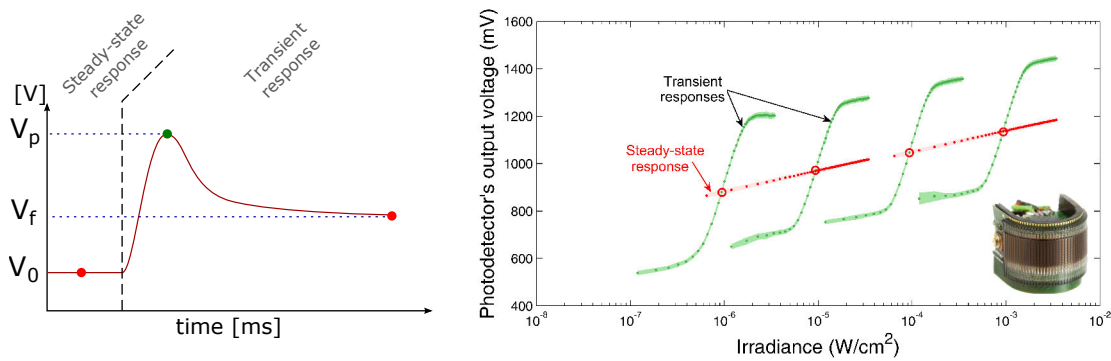 Steady-state
response
Transient
response
[V]
V_p
V_f
V_0
time [ms]
Photodetector's output voltage (mV)
1600
1400
1200
1000
800
600
400
Transient
responses
Steady-state
response
10^-8
10^-7
10^-6
10^-5
10^-4
10^-3
10^-2
Irradiance (W/cm^2)